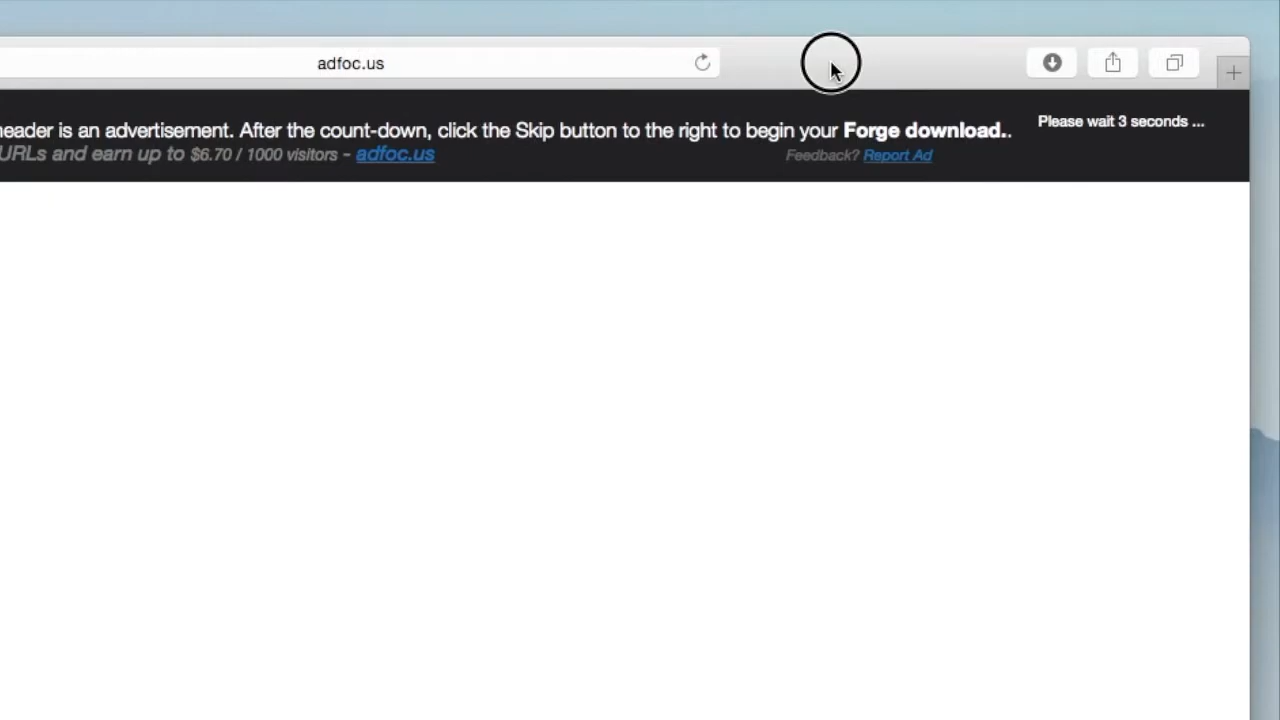 adfoc.us
header is an advertisement. After the count-down, click the Skip button to the right to begin your Forge download..
Please wait 3 seconds ...
URLs and earn up to $6.70 / 1000 visitors - adfoc.us
Feedback? Report Ad